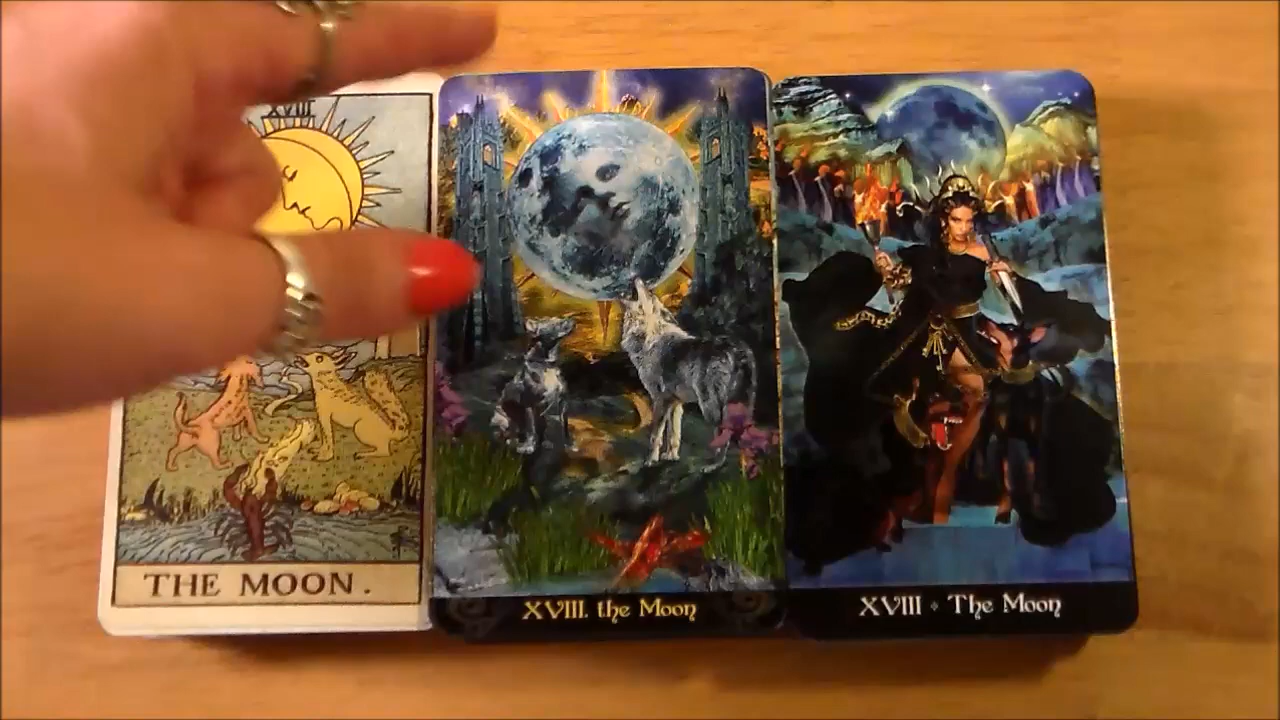 XVIII
THE MOON.
XVIII. the Moon
XVIII • The Moon